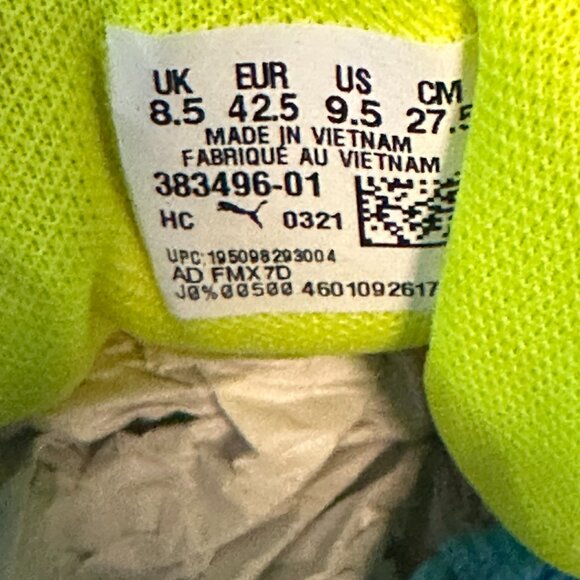 UK EUR US CM
8.5 42.5 9.5 27.5
MADE IN VIETNAM
FABRIQUÉ AU VIETNAM
383496-01
HC 0321
UPC:195098293004
AD FMX7D
J0%00500 4601092617